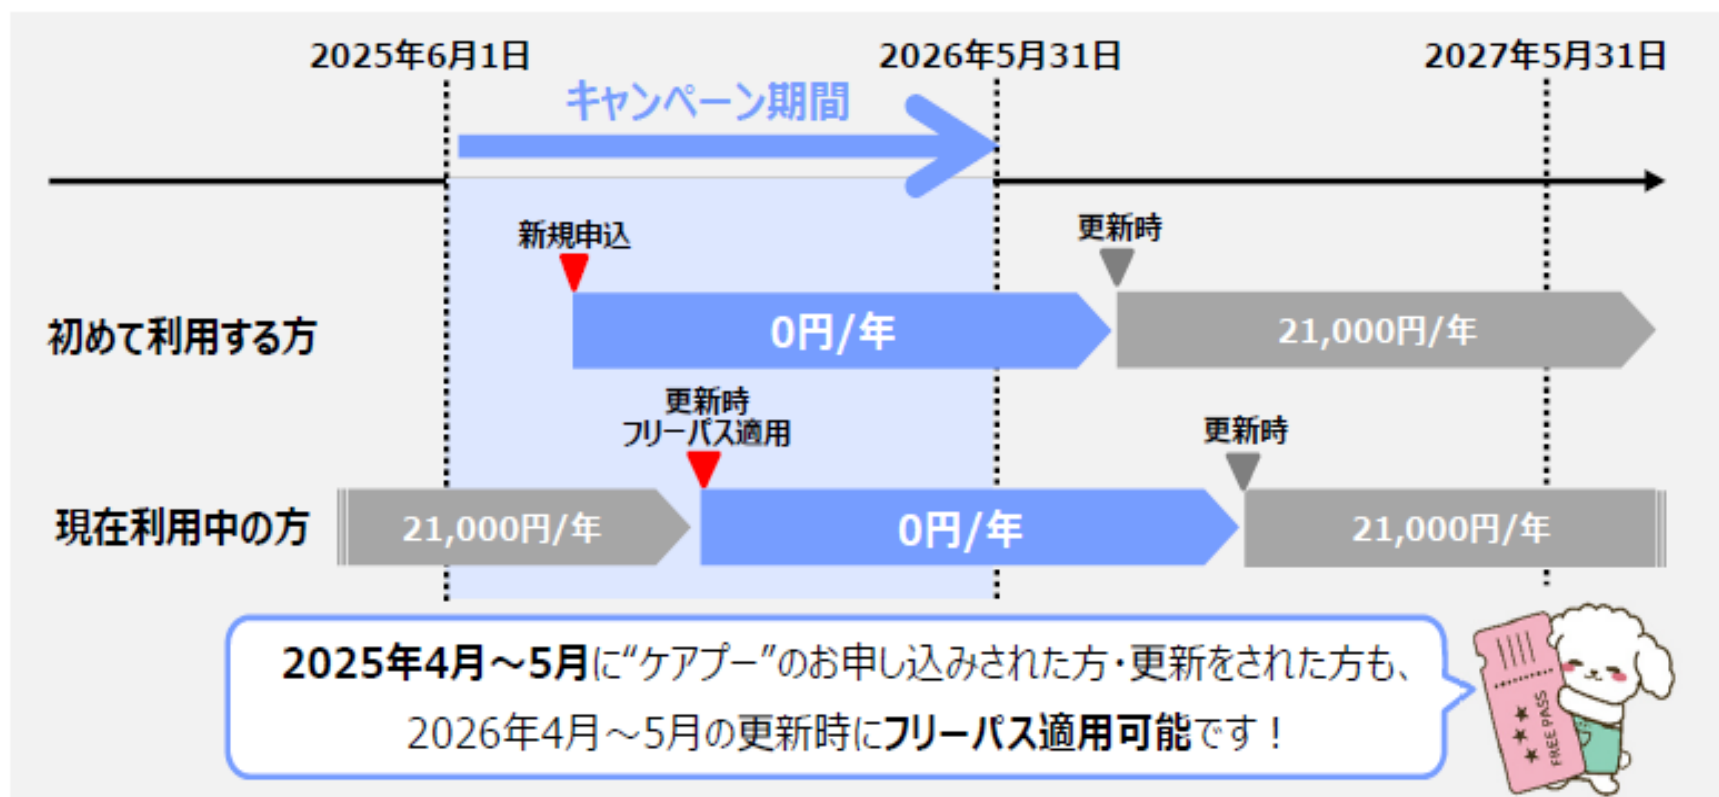 2025年6月1日
2026年5月31日
2027年5月31日
キャンペーン期間
新規申込
更新時
初めて利用する方
0円/年
21,000円/年
更新時
フリーパス適用
更新時
現在利用中の方
21,000円/年
0円/年
21,000円/年
2025年4月～5月に“ケアプー”のお申し込みされた方・更新をされた方も、
2026年4月～5月の更新時にフリーパス適用可能です！
FREE PASS